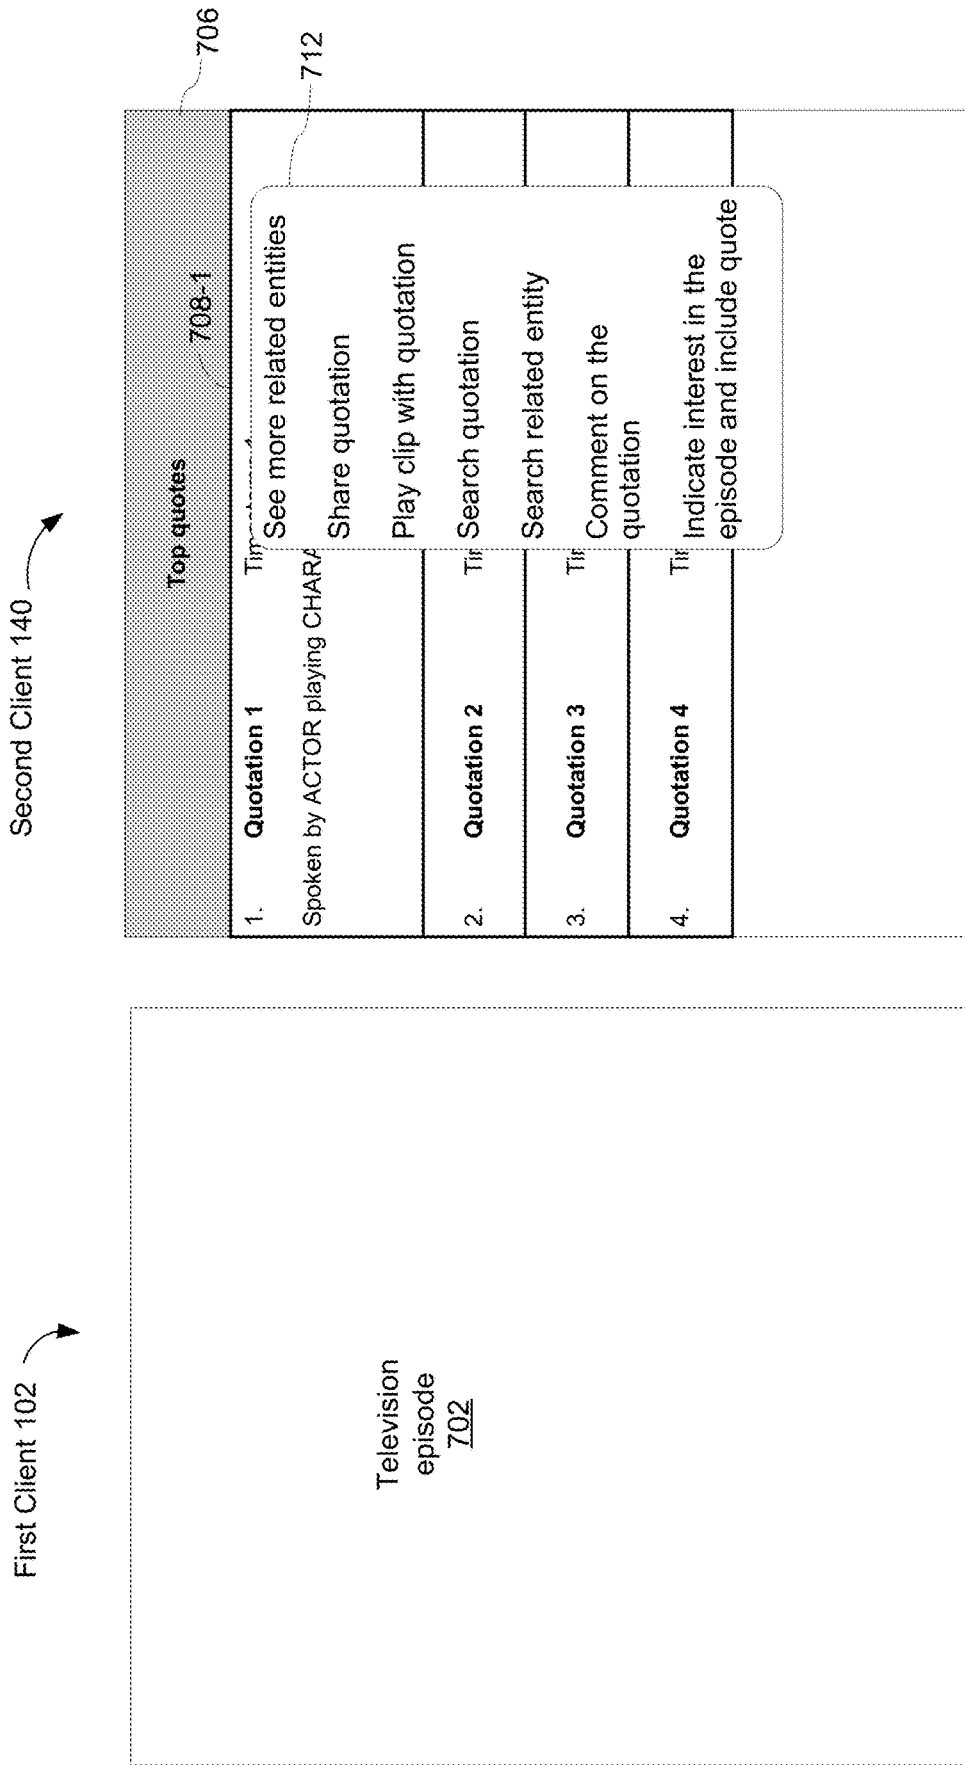 First Client 102
Second Client 140
Television
episode
702
Top quotes
706
708-1
712
1. Quotation 1
Spoken by ACTOR playing CHARA
2. Quotation 2 Tir
3. Quotation 3 Tir
4. Quotation 4 Tir
See more related entities
Share quotation
Play clip with quotation
Search quotation
Search related entity
Comment on the
quotation
Indicate interest in the
episode and include quote